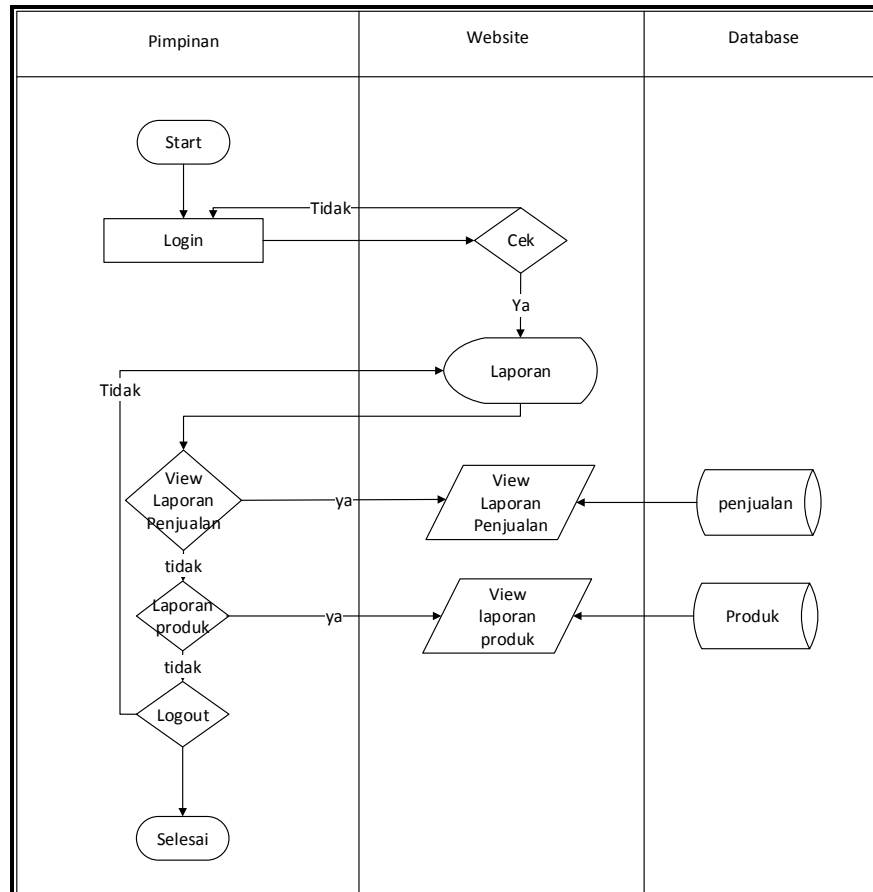 Pimpinan
Website
Database
Start
Tidak
Login
Cek
Ya
Laporan
Tidak
View
Laporan
Penjualan
ya
View
Laporan
Penjualan
penjualan
tidak
Laporan
produk
ya
View
laporan
produk
Produk
tidak
Logout
Selesai